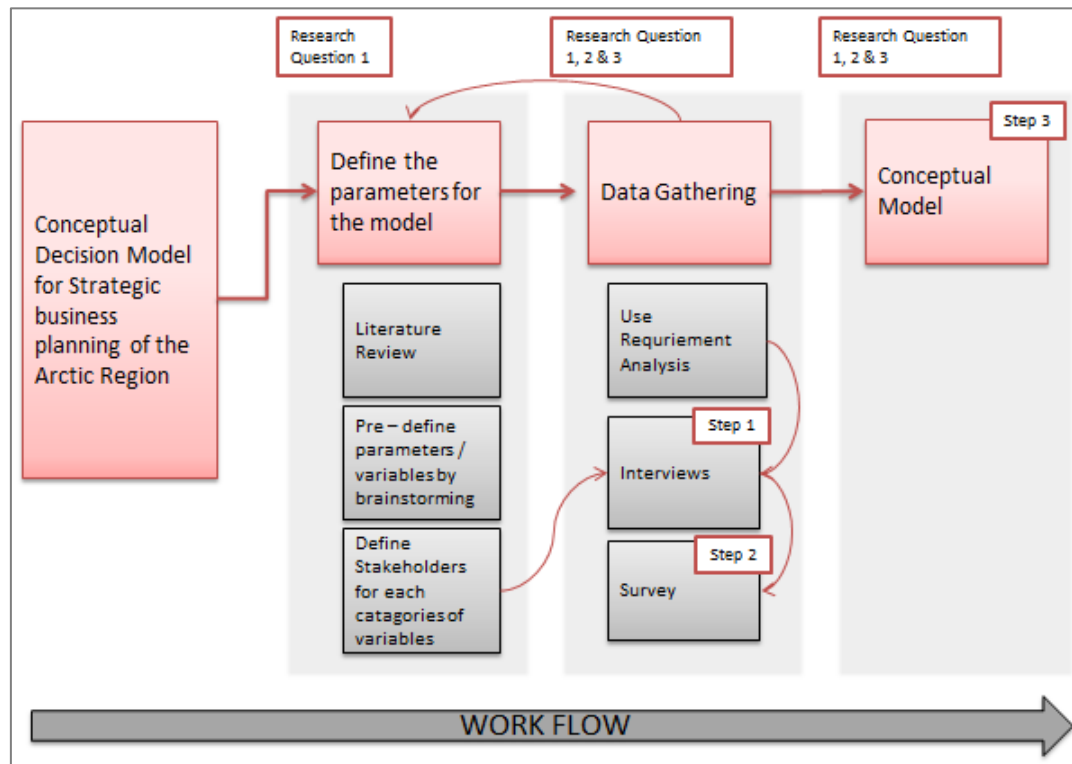 Research
Question 1
Research Question
1, 2 & 3
Research Question
1, 2 & 3
Conceptual
Decision Model
for Strategic
business
planning of the
Arctic Region
Define the
parameters for
the model
Literature
Review
Pre – define
parameters /
variables by
brainstorming
Define
Stakeholders
for each
catagories of
variables
Data Gathering
Use
Requriement
Analysis
Step 1
Interviews
Step 2
Survey
Step 3
Conceptual
Model
WORK FLOW